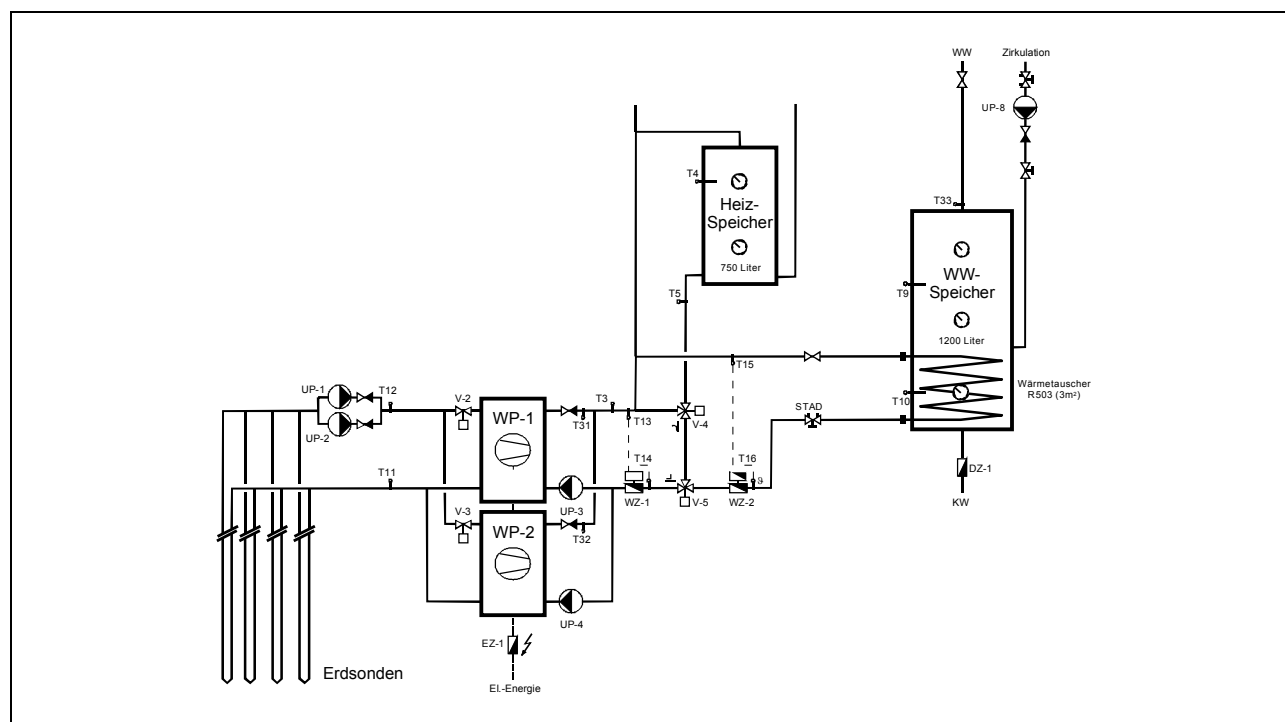 WW
Zirkulation
UP-8
T4
Heiz-
Speicher
750 Liter
T33
WW-
Speicher
T9
T5
1200 Liter
T15
Wärmetauscher
R503 (3m²)
T10
UP-1
T12
V-2
T3
STAD
WP-1
T31
T13
V-4
UP-2
T14
T16
T11
ϑ
DZ-1
UP-3
WZ-1
V-5
WZ-2
KW
V-3
WP-2
T32
UP-4
EZ-1
Erdsonden
El.-Energie